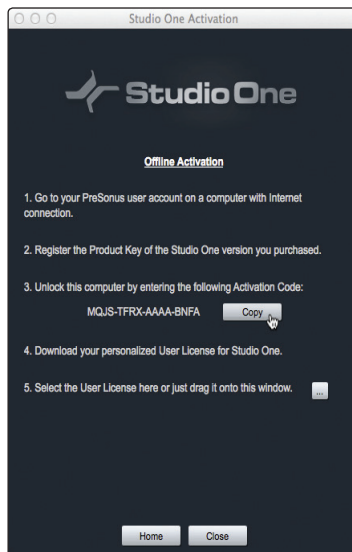 Studio One Activation
Studio One
Offline Activation
1. Go to your PreSonus user account on a computer with Internet
connection.
2. Register the Product Key of the Studio One version you purchased.
3. Unlock this computer by entering the following Activation Code:
MQJS-TFRX-AAAA-BNFA Copy
4. Download your personalized User License for Studio One.
5. Select the User License here or just drag it onto this window. ...
Home Close